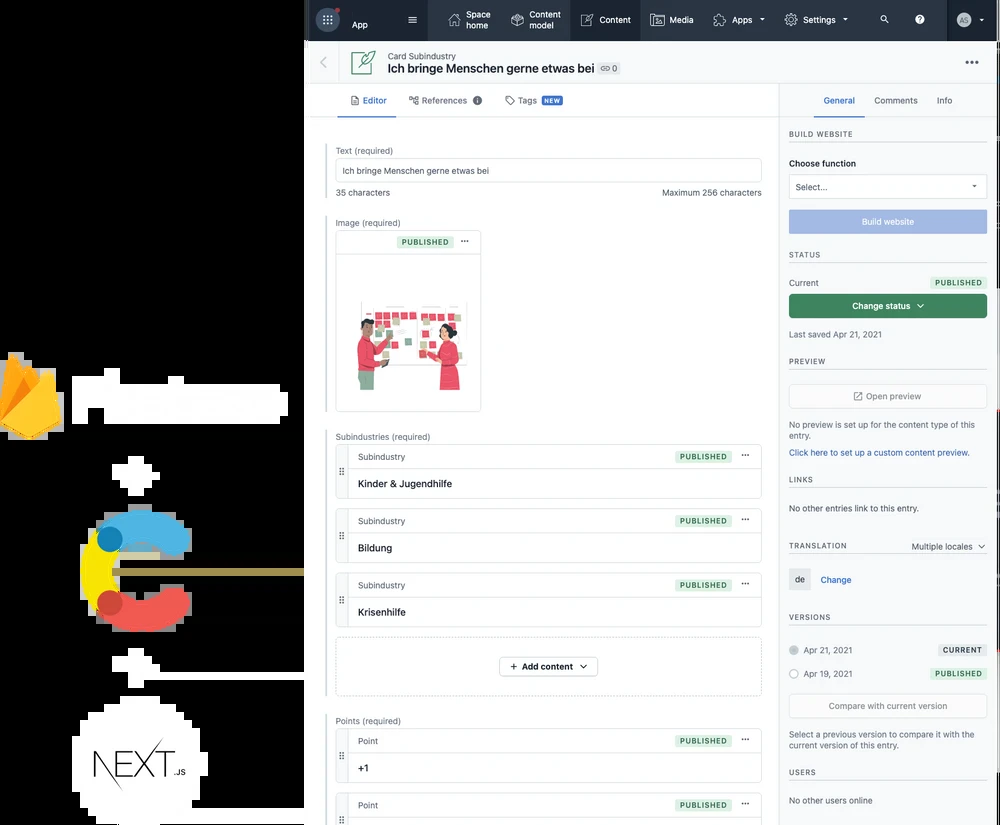 App
Space home
Content model
Content
Media
Apps
Settings
AS
Card Subindustry
Ich bringe Menschen gerne etwas bei
0
Editor
References
Tags NEW
General
Comments
Info
Text (required)
Ich bringe Menschen gerne etwas bei
35 characters
Maximum 256 characters
Image (required)
PUBLISHED
Subindustries (required)
Subindustry
PUBLISHED
Kinder & Jugendhilfe
Subindustry
PUBLISHED
Bildung
Subindustry
PUBLISHED
Krisenhilfe
+ Add content
Points (required)
Point
PUBLISHED
+1
Point
PUBLISHED
BUILD WEBSITE
Choose function
Select...
Build website
STATUS
Current
PUBLISHED
Change status
Last saved Apr 21, 2021
PREVIEW
Open preview
No preview is set up for the content type of this
entry.
Click here to set up a custom content preview.
LINKS
No other entries link to this entry.
TRANSLATION
Multiple locales
de
Change
VERSIONS
Apr 21, 2021
CURRENT
Apr 19, 2021
PUBLISHED
Compare with current version
Select a previous version to compare it with the
current version of this entry.
USERS
No other users online
NEXT.JS